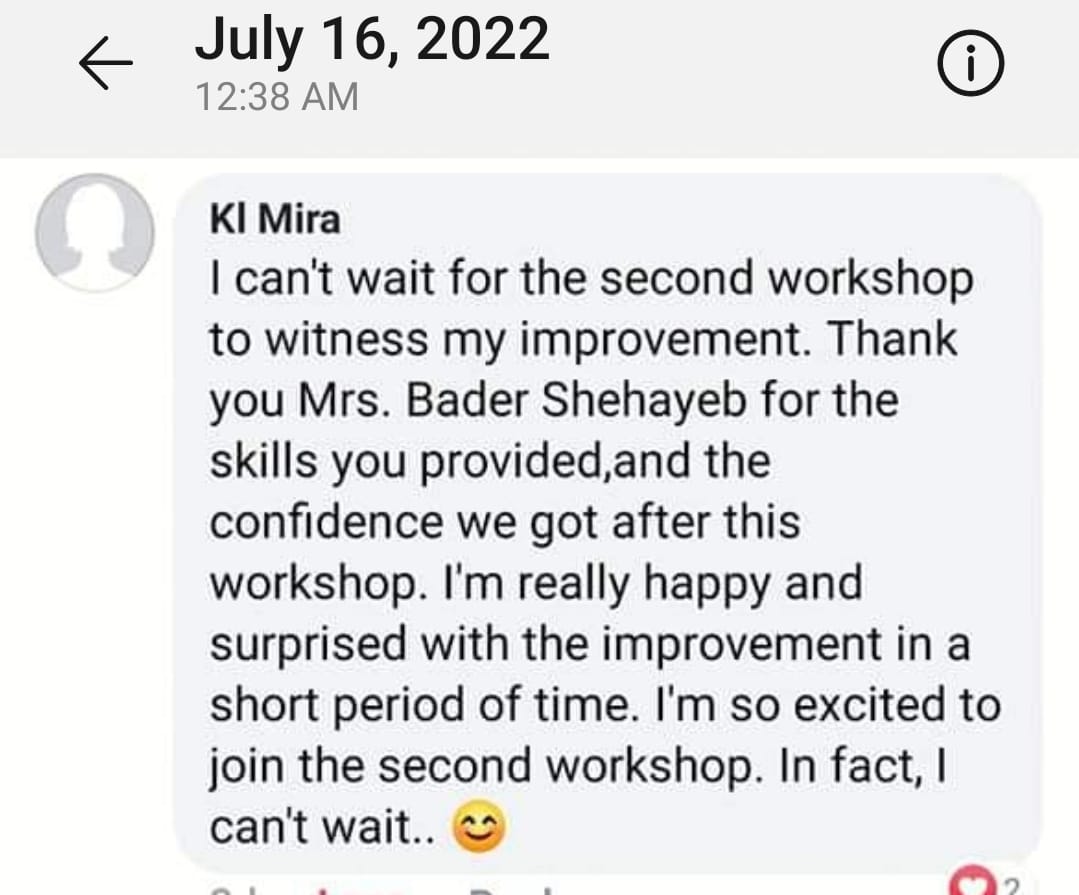 July 16, 2022
12:38 AM
Kl Mira
I can't wait for the second workshop
to witness my improvement. Thank
you Mrs. Bader Shehayeb for the
skills you provided,and the
confidence we got after this
workshop. I'm really happy and
surprised with the improvement in a
short period of time. I'm so excited to
join the second workshop. In fact, I
can't wait.. 😊
2